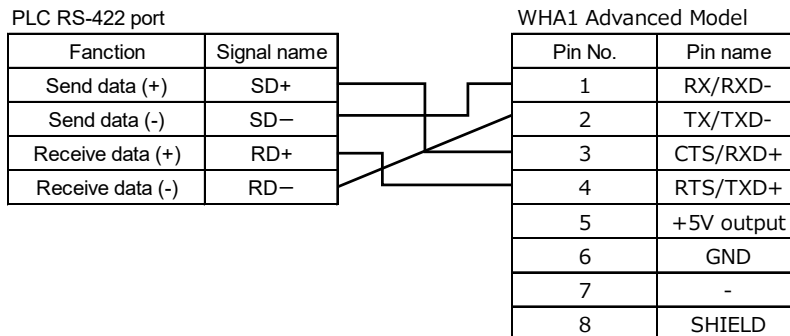 PLC RS-422 port
WHA1 Advanced Model
Fanction Signal name
Send data (+) SD+
Send data (-) SD−
Receive data (+) RD+
Receive data (-) RD−
Pin No. Pin name
1 RX/RXD-
2 TX/TXD-
3 CTS/RXD+
4 RTS/TXD+
5 +5V output
6 GND
7 -
8 SHIELD